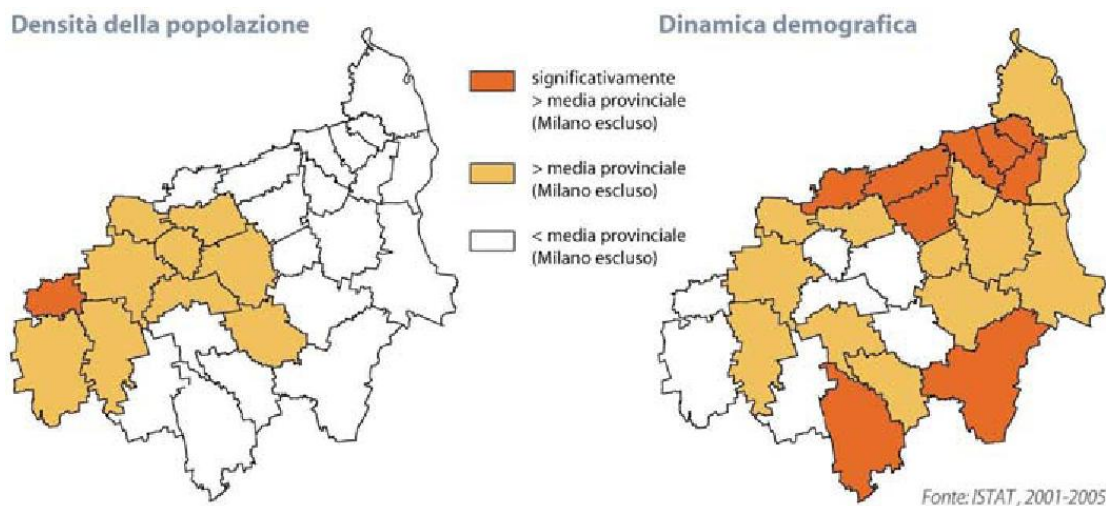 Densità della popolazione
Dinamica demografica
significativamente
> media provinciale
(Milano escluso)
> media provinciale
(Milano escluso)
< media provinciale
(Milano escluso)
Fonte: ISTAT, 2001-2005